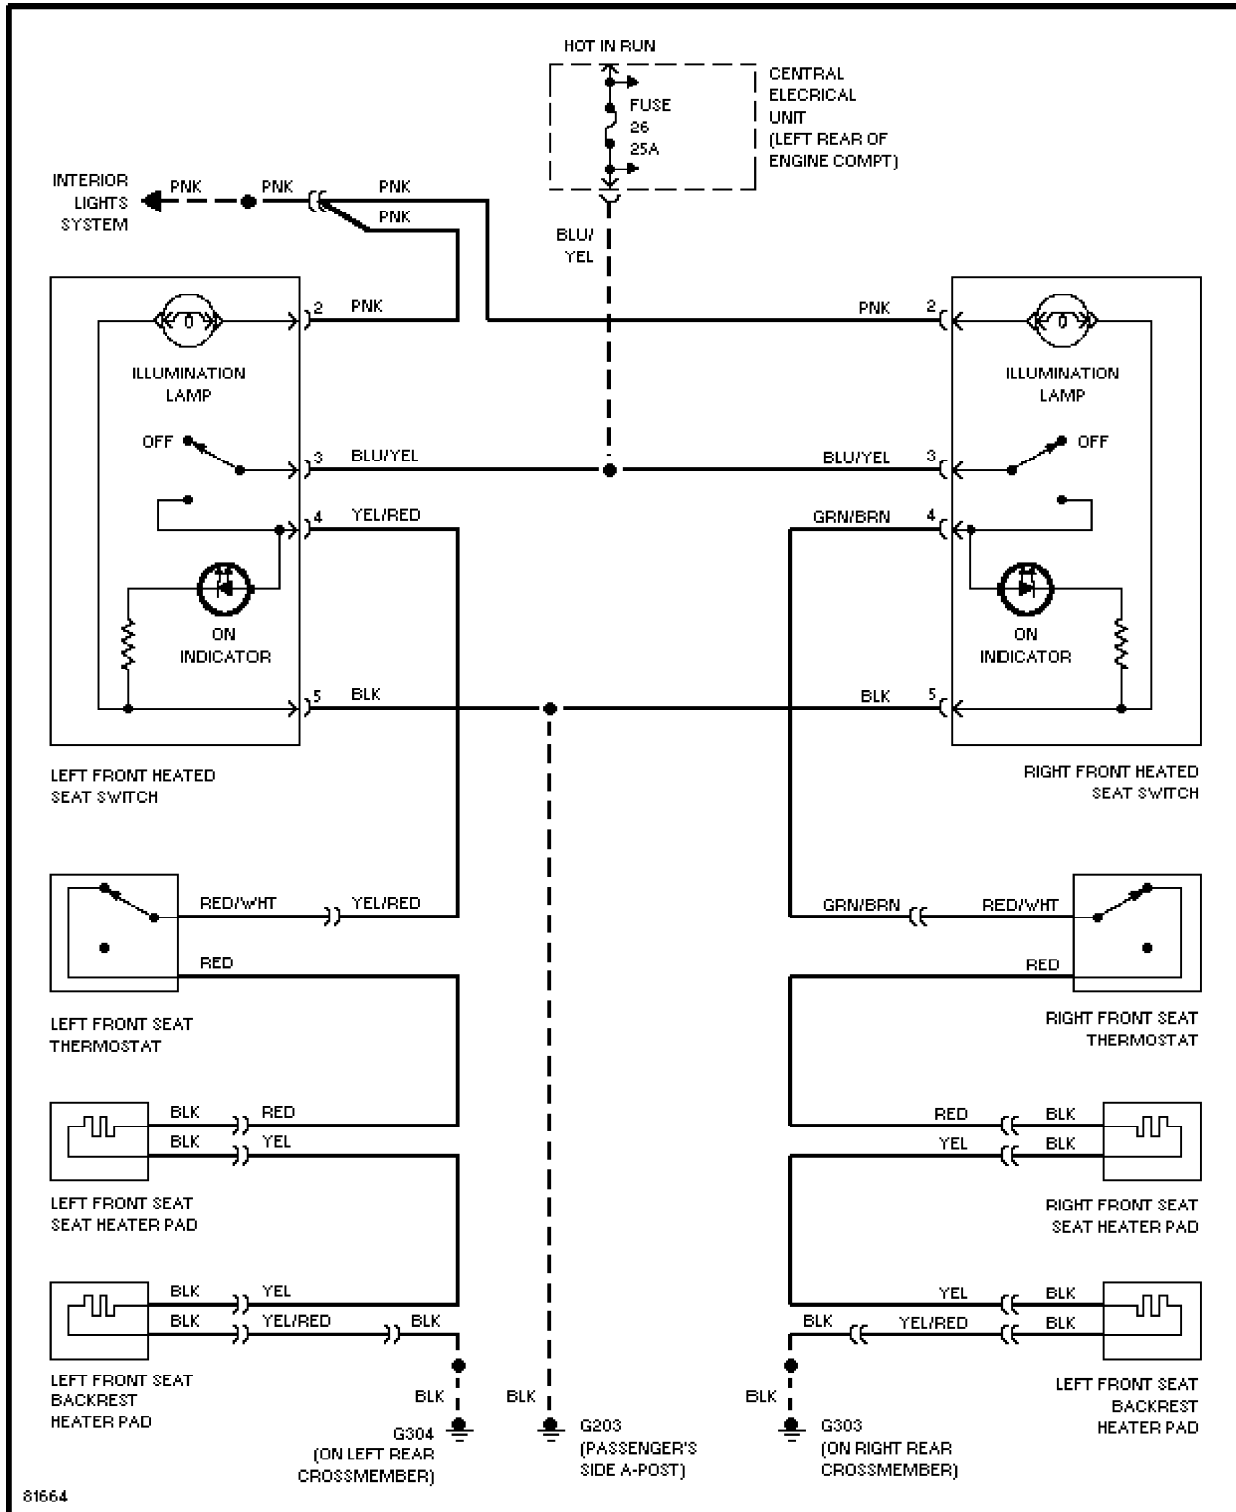 HOT IN RUN
CENTRAL
ELECRICAL
UNIT
(LEFT REAR OF
ENGINE COMPT)
FUSE
26
25A
INTERIOR
LIGHTS
SYSTEM
PNK
PNK
PNK
PNK
BLU/
YEL
2
PNK
PNK
2
ILLUMINATION
LAMP
ILLUMINATION
LAMP
OFF
OFF
3
BLU/YEL
BLU/YEL
3
4
YEL/RED
GRN/BRN
4
ON
INDICATOR
ON
INDICATOR
5
BLK
BLK
5
LEFT FRONT HEATED
SEAT SWITCH
RIGHT FRONT HEATED
SEAT SWITCH
RED/WHT
YEL/RED
GRN/BRN
RED/WHT
RED
RED
LEFT FRONT SEAT
THERMOSTAT
RIGHT FRONT SEAT
THERMOSTAT
BLK
RED
RED
BLK
BLK
YEL
YEL
BLK
LEFT FRONT SEAT
SEAT HEATER PAD
RIGHT FRONT SEAT
SEAT HEATER PAD
BLK
YEL
YEL
BLK
BLK
YEL/RED
BLK
BLK
YEL/RED
BLK
LEFT FRONT SEAT
BACKREST
HEATER PAD
LEFT FRONT SEAT
BACKREST
HEATER PAD
BLK
BLK
BLK
G304
(ON LEFT REAR
CROSSMEMBER)
G203
(PASSENGER'S
SIDE A-POST)
G303
(ON RIGHT REAR
CROSSMEMBER)
81664